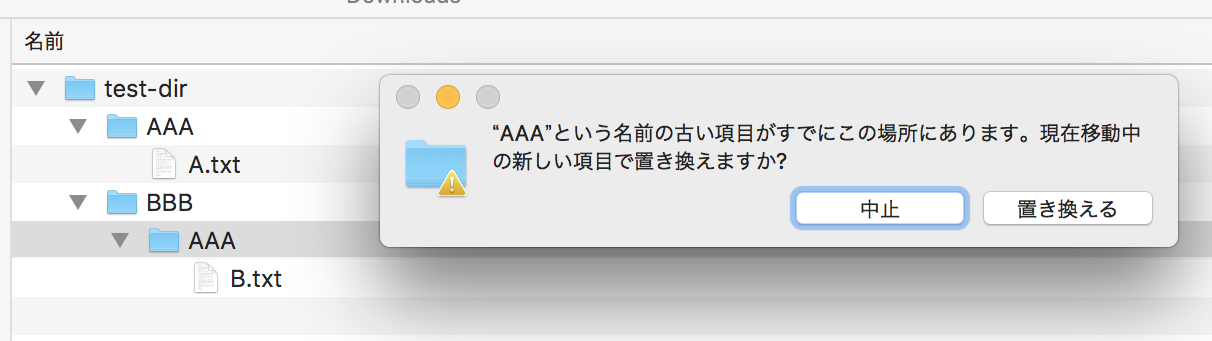 Downloads
名前
test-dir
AAA
A.txt
BBB
AAA
B.txt
“AAA”という名前の古い項目がすでにこの場所にあります。現在移動中
の新しい項目で置き換えますか?
中止
置き換える